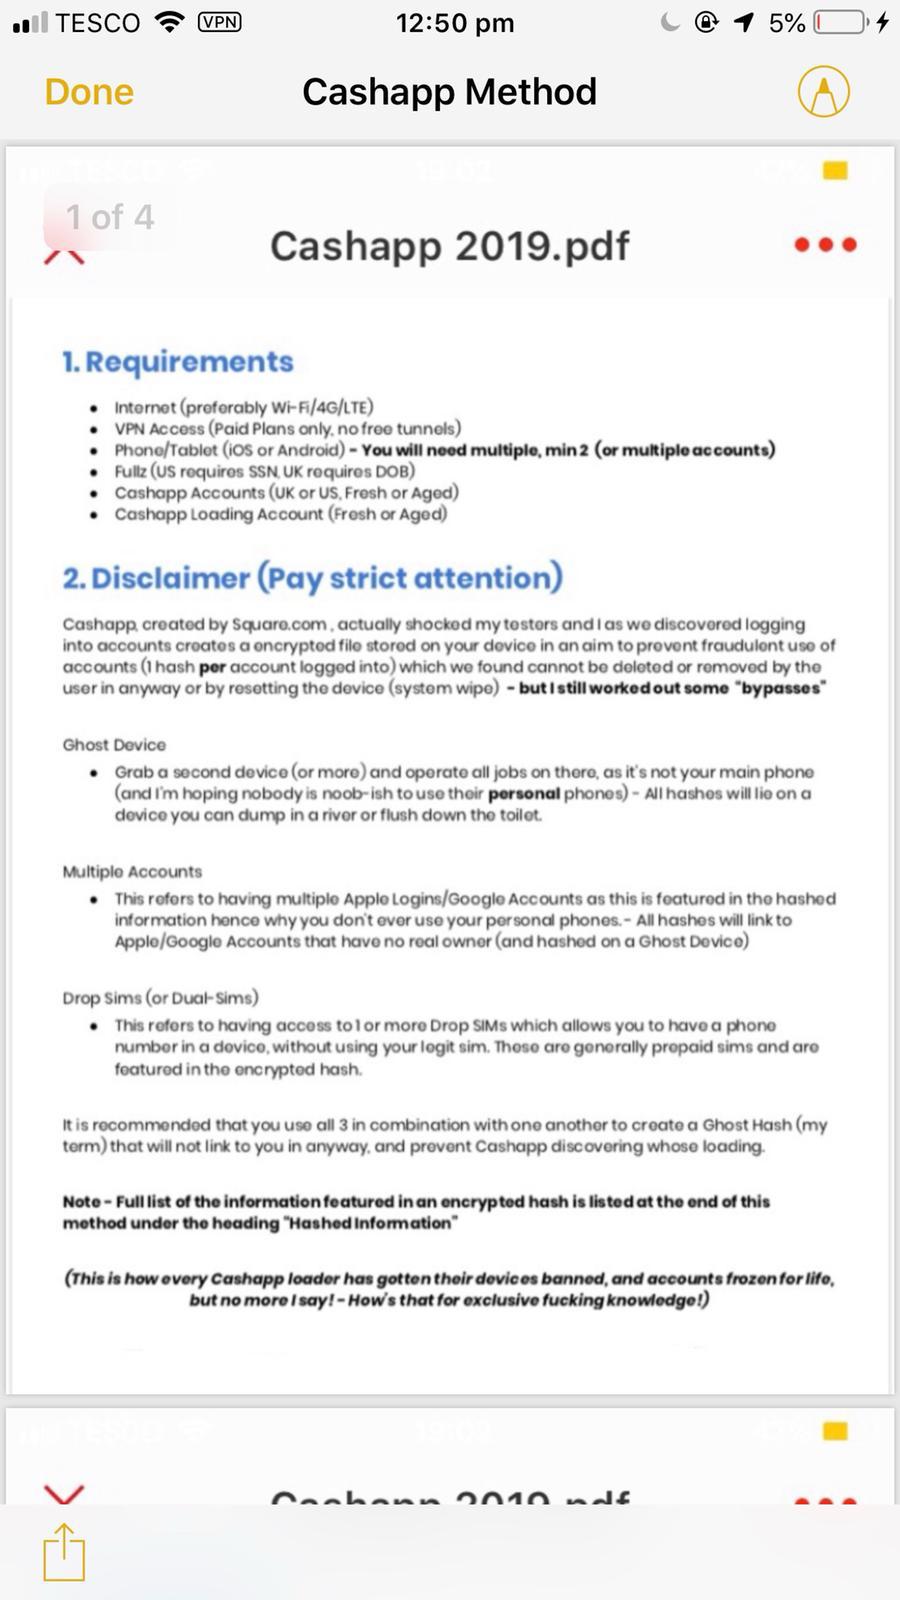 TESCO VPN 12:50 pm 5%
Done Cashapp Method
1 of 4
Cashapp 2019.pdf
1. Requirements
• Internet (preferably Wi-Fi/4G/LTE)
• VPN Access (Paid Plans only, no free tunnels)
• Phone/Tablet (iOS or Android) - You will need multiple, min 2 (or multiple accounts)
• Fullz (US requires SSN, UK requires DOB)
• Cashapp Accounts (UK or US, Fresh or Aged)
• Cashapp Loading Account (Fresh or Aged)
2. Disclaimer (Pay strict attention)
Cashapp, created by Square.com , actually shocked my testers and I as we discovered logging
into accounts creates a encrypted file stored on your device in an aim to prevent fraudulent use of
accounts (1 hash per account logged into) which we found cannot be deleted or removed by the
user in anyway or by resetting the device (system wipe) - but I still worked out some "bypasses"
Ghost Device
• Grab a second device (or more) and operate all jobs on there, as it's not your main phone
(and I'm hoping nobody is noob-ish to use their personal phones) - All hashes will lie on a
device you can dump in a river or flush down the toilet.
Multiple Accounts
• This refers to having multiple Apple Logins/Google Accounts as this is featured in the hashed
information hence why you don't ever use your personal phones.- All hashes will link to
Apple/Google Accounts that have no real owner (and hashed on a Ghost Device)
Drop Sims (or Dual-Sims)
• This refers to having access to 1 or more Drop SIMs which allows you to have a phone
number in a device, without using your legit sim. These are generally prepaid sims and are
featured in the encrypted hash.
It is recommended that you use all 3 in combination with one another to create a Ghost Hash (my
term) that will not link to you in anyway, and prevent Cashapp discovering whose loading.
Note - Full list of the information featured in an encrypted hash is listed at the end of this
method under the heading "Hashed Information"
(This is how every Cashapp loader has gotten their devices banned, and accounts frozen for life,
but no more I say! - How's that for exclusive fucking knowledge!)
Cashapp 2019.pdf